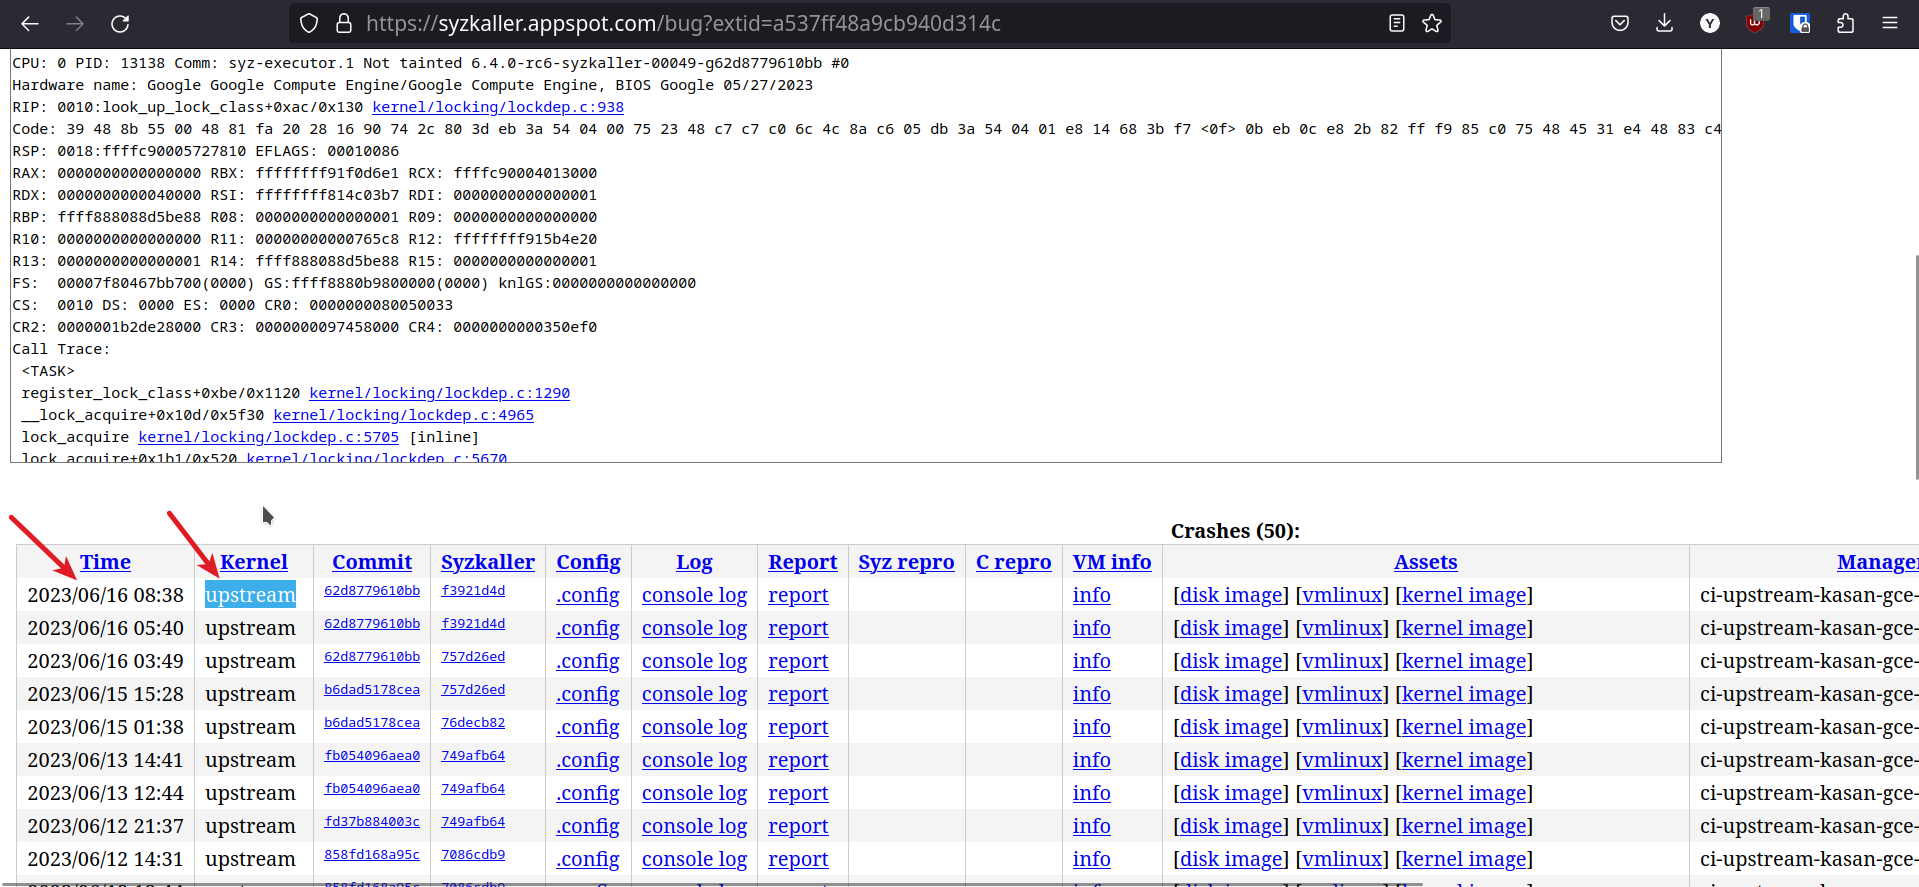 https://syzkaller.appspot.com/bug?extid=a537ff48a9cb940d314c
Y
1
CPU: 0 PID: 13138 Comm: syz-executor.1 Not tainted 6.4.0-rc6-syzkaller-00049-g62d8779610bb #0
Hardware name: Google Google Compute Engine/Google Compute Engine, BIOS Google 05/27/2023
RIP: 0010:look_up_lock_class+0xac/0x130 kernel/locking/lockdep.c:938
Code: 39 48 8b 55 00 48 81 fa 20 28 16 90 74 2c 80 3d eb 3a 54 04 00 75 23 48 c7 c7 c0 6c 4c 8a c6 05 db 3a 54 04 01 e8 14 68 3b f7 <0f> 0b eb 0c e8 2b 82 ff f9 85 c0 75 48 45 31 e4 48 83 c4
RSP: 0018:ffffc90005727810 EFLAGS: 00010086
RAX: 0000000000000000 RBX: ffffffff91f0d6e1 RCX: ffffc90004013000
RDX: 0000000000040000 RSI: ffffffff814c03b7 RDI: 0000000000000001
RBP: ffff888088d5be88 R08: 0000000000000001 R09: 0000000000000000
R10: 0000000000000000 R11: 00000000000765c8 R12: ffffffff915b4e20
R13: 0000000000000001 R14: ffff888088d5be88 R15: 0000000000000001
FS:  00007f80467bb700(0000) GS:ffff8880b9800000(0000) knlGS:0000000000000000
CS:  0010 DS: 0000 ES: 0000 CR0: 0000000080050033
CR2: 0000001b2de28000 CR3: 0000000097458000 CR4: 0000000000350ef0
Call Trace:
<TASK>
register_lock_class+0xbe/0x1120 kernel/locking/lockdep.c:1290
__lock_acquire+0x10d/0x5f30 kernel/locking/lockdep.c:4965
lock_acquire kernel/locking/lockdep.c:5705 [inline]
lock_acquire+0x1b1/0x520 kernel/locking/lockdep.c:5670
Crashes (50):
Time Kernel Commit Syzkaller Config Log Report Syz repro C repro VM info Assets Manager
2023/06/16 08:38 upstream 62d8779610bb f3921d4d .config console log report info [disk image] [vmlinux] [kernel image] ci-upstream-kasan-gce-
2023/06/16 05:40 upstream 62d8779610bb f3921d4d .config console log report info [disk image] [vmlinux] [kernel image] ci-upstream-kasan-gce-
2023/06/16 03:49 upstream 62d8779610bb 757d26ed .config console log report info [disk image] [vmlinux] [kernel image] ci-upstream-kasan-gce-
2023/06/15 15:28 upstream b6dad5178cea 757d26ed .config console log report info [disk image] [vmlinux] [kernel image] ci-upstream-kasan-gce-
2023/06/15 01:38 upstream b6dad5178cea 76decb82 .config console log report info [disk image] [vmlinux] [kernel image] ci-upstream-kasan-gce-
2023/06/13 14:41 upstream fb054096aea0 749afb64 .config console log report info [disk image] [vmlinux] [kernel image] ci-upstream-kasan-gce-
2023/06/13 12:44 upstream fb054096aea0 749afb64 .config console log report info [disk image] [vmlinux] [kernel image] ci-upstream-kasan-gce-
2023/06/12 21:37 upstream fd37b884003c 749afb64 .config console log report info [disk image] [vmlinux] [kernel image] ci-upstream-kasan-gce-
2023/06/12 14:31 upstream 858fd168a95c 7086cdb9 .config console log report info [disk image] [vmlinux] [kernel image] ci-upstream-kasan-gce-